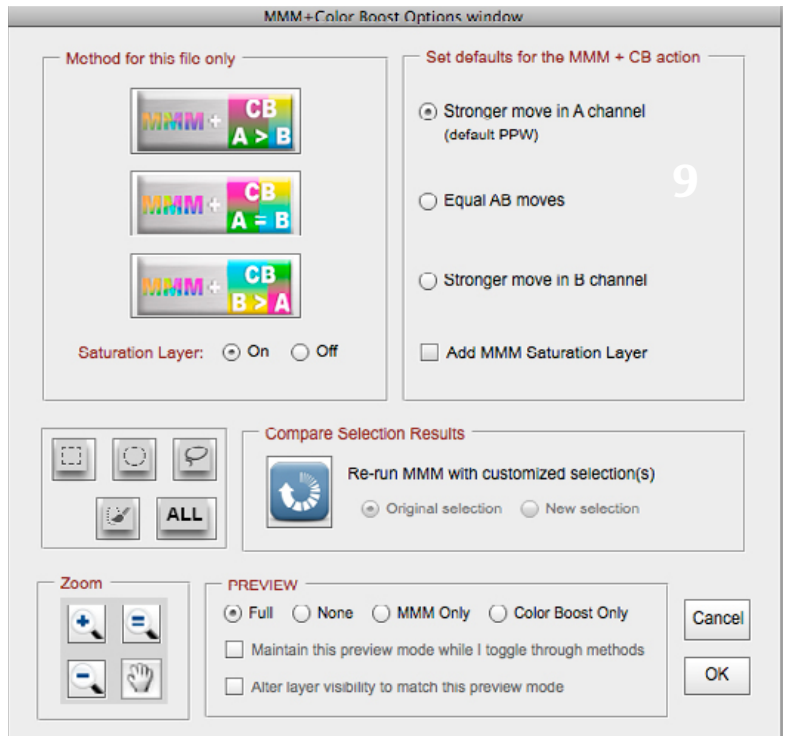 MMM+Color Boost Options window
Method for this file only
MMM + CB
A > B
MMM + CB
A = B
MMM + CB
B > A
Saturation Layer: On Off
Set defaults for the MMM + CB action
Stronger move in A channel
(default PPW)
9
Equal AB moves
Stronger move in B channel
Add MMM Saturation Layer
ALL
Compare Selection Results
Re-run MMM with customized selection(s)
Original selection New selection
Zoom
PREVIEW
Full None MMM Only Color Boost Only
Maintain this preview mode while I toggle through methods
Alter layer visibility to match this preview mode
Cancel
OK